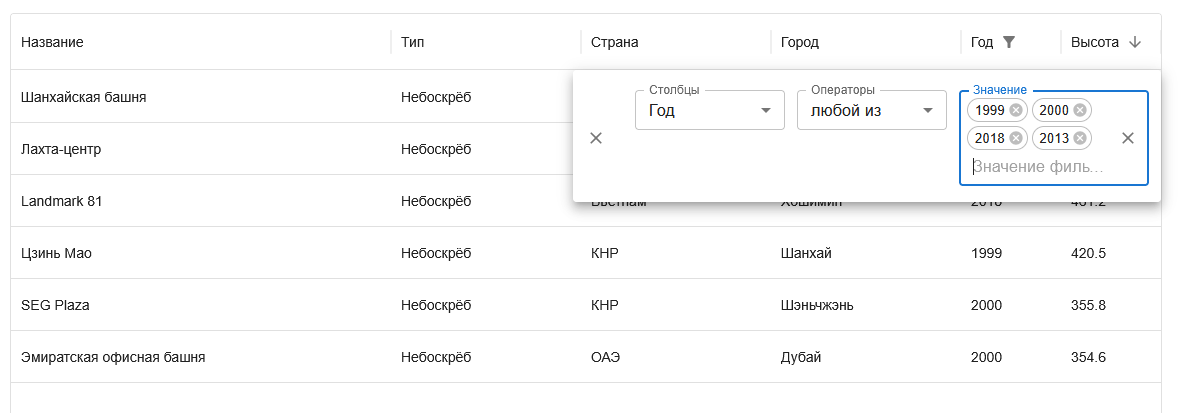 Название Тип Страна Город Год Высота
Столбцы Операторы Значение
Год любой из 1999 2000
2018 2013
Значение филь...
Шанхайская башня Небоскрёб
Лахта-центр Небоскрёб
Landmark 81 Небоскрёб Вьетнам Хошимин 2018 461.2
Цзинь Мао Небоскрёб КНР Шанхай 1999 420.5
SEG Plaza Небоскрёб КНР Шэньчжэнь 2000 355.8
Эмиратская офисная башня Небоскрёб ОАЭ Дубай 2000 354.6